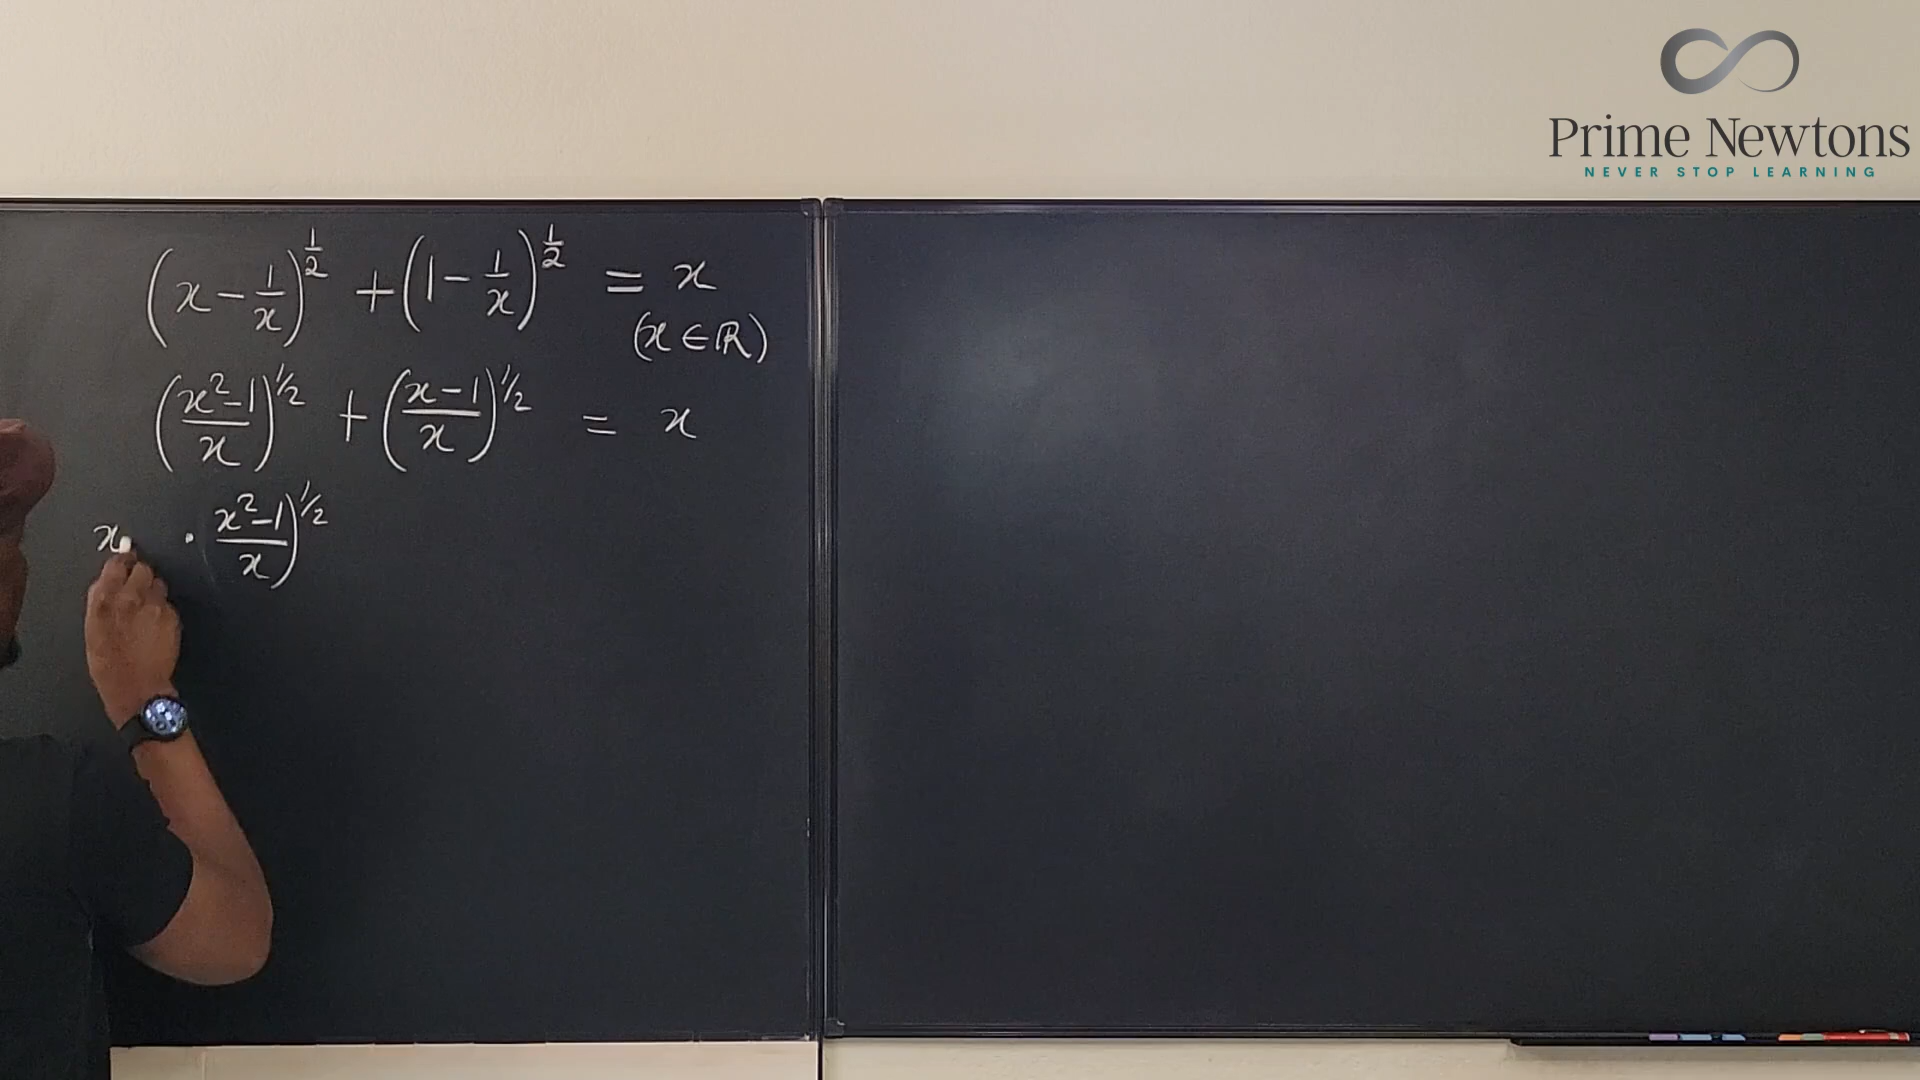 Prime Newtons
NEVER STOP LEARNING
(x - 1/x)^(1/2) + (1 - 1/x)^(1/2) = x
(x ∈ ℝ)
((x² - 1)/x)^(1/2) + ((x - 1)/x)^(1/2) = x
x · (x² - 1)/x)^(1/2)